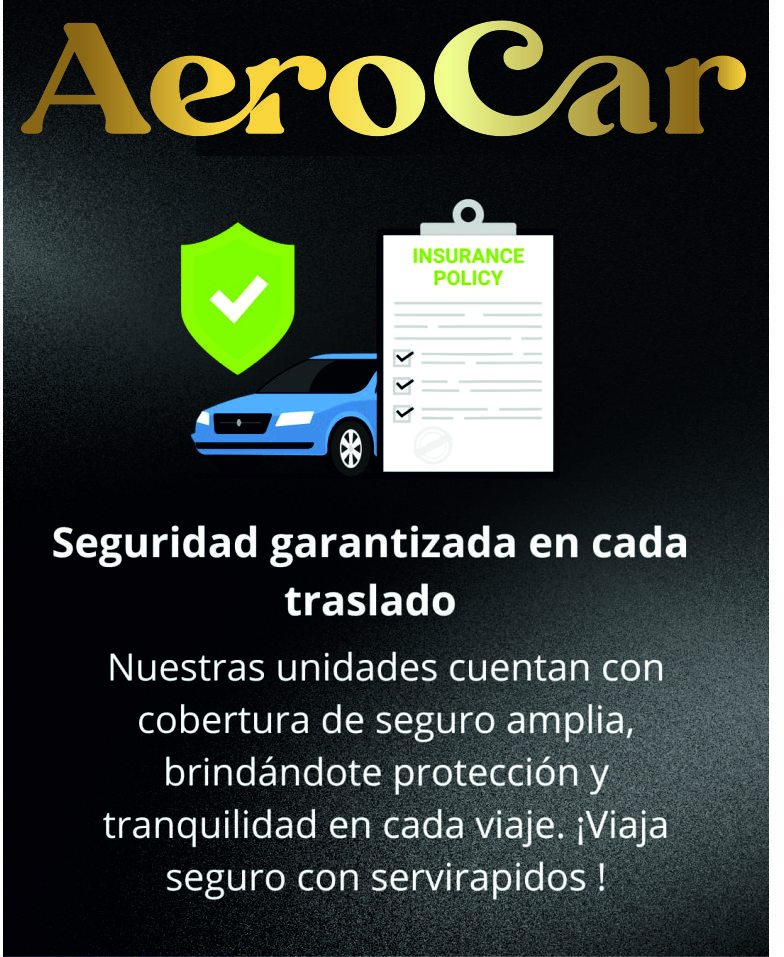 AeroCar
INSURANCE
POLICY
Seguridad garantizada en cada
traslado
Nuestras unidades cuentan con
cobertura de seguro amplia,
brindándote protección y
tranquilidad en cada viaje. ¡Viaja
seguro con servirapidos !